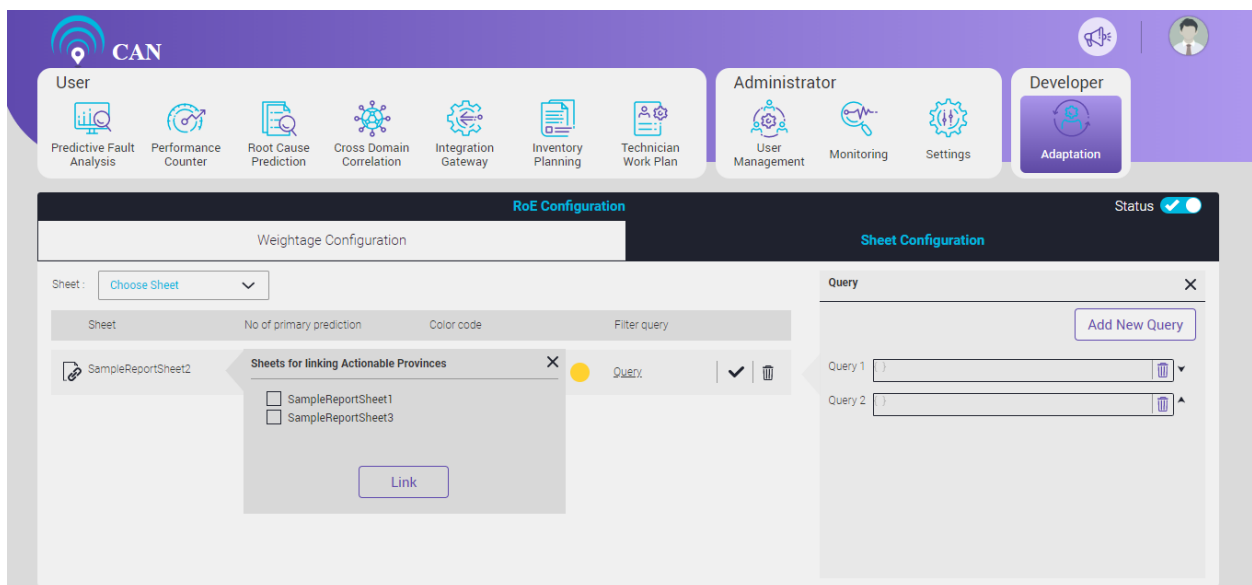 CAN
User
Administrator
Developer
Predictive Fault
Analysis
Performance
Counter
Root Cause
Prediction
Cross Domain
Correlation
Integration
Gateway
Inventory
Planning
Technician
Work Plan
User
Management
Monitoring
Settings
Adaptation
RoE Configuration
Status
Weightage Configuration
Sheet Configuration
Sheet :
Choose Sheet
Sheet
No of primary prediction
Color code
Filter query
SampleReportSheet2
Sheets for linking Actionable Provinces
SampleReportSheet1
SampleReportSheet3
Link
Query
Query
Add New Query
Query 1 { }
Query 2 { }